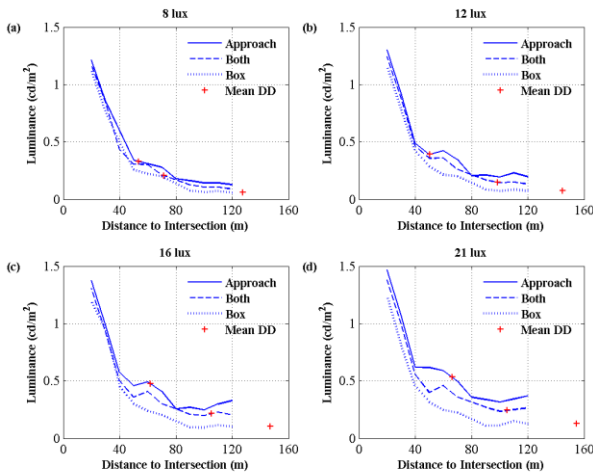 8 lux
12 lux
(a)
(b)
1.5
1
0.5
0
Luminance (cd/m²)
0 40 80 120 160
Distance to Intersection (m)
Approach
Both
Box
Mean DD
1.5
1
0.5
0
Luminance (cd/m²)
0 40 80 120 160
Distance to Intersection (m)
Approach
Both
Box
Mean DD
16 lux
21 lux
(c)
(d)
1.5
1
0.5
0
Luminance (cd/m²)
0 40 80 120 160
Distance to Intersection (m)
Approach
Both
Box
Mean DD
1.5
1
0.5
0
Luminance (cd/m²)
0 40 80 120 160
Distance to Intersection (m)
Approach
Both
Box
Mean DD